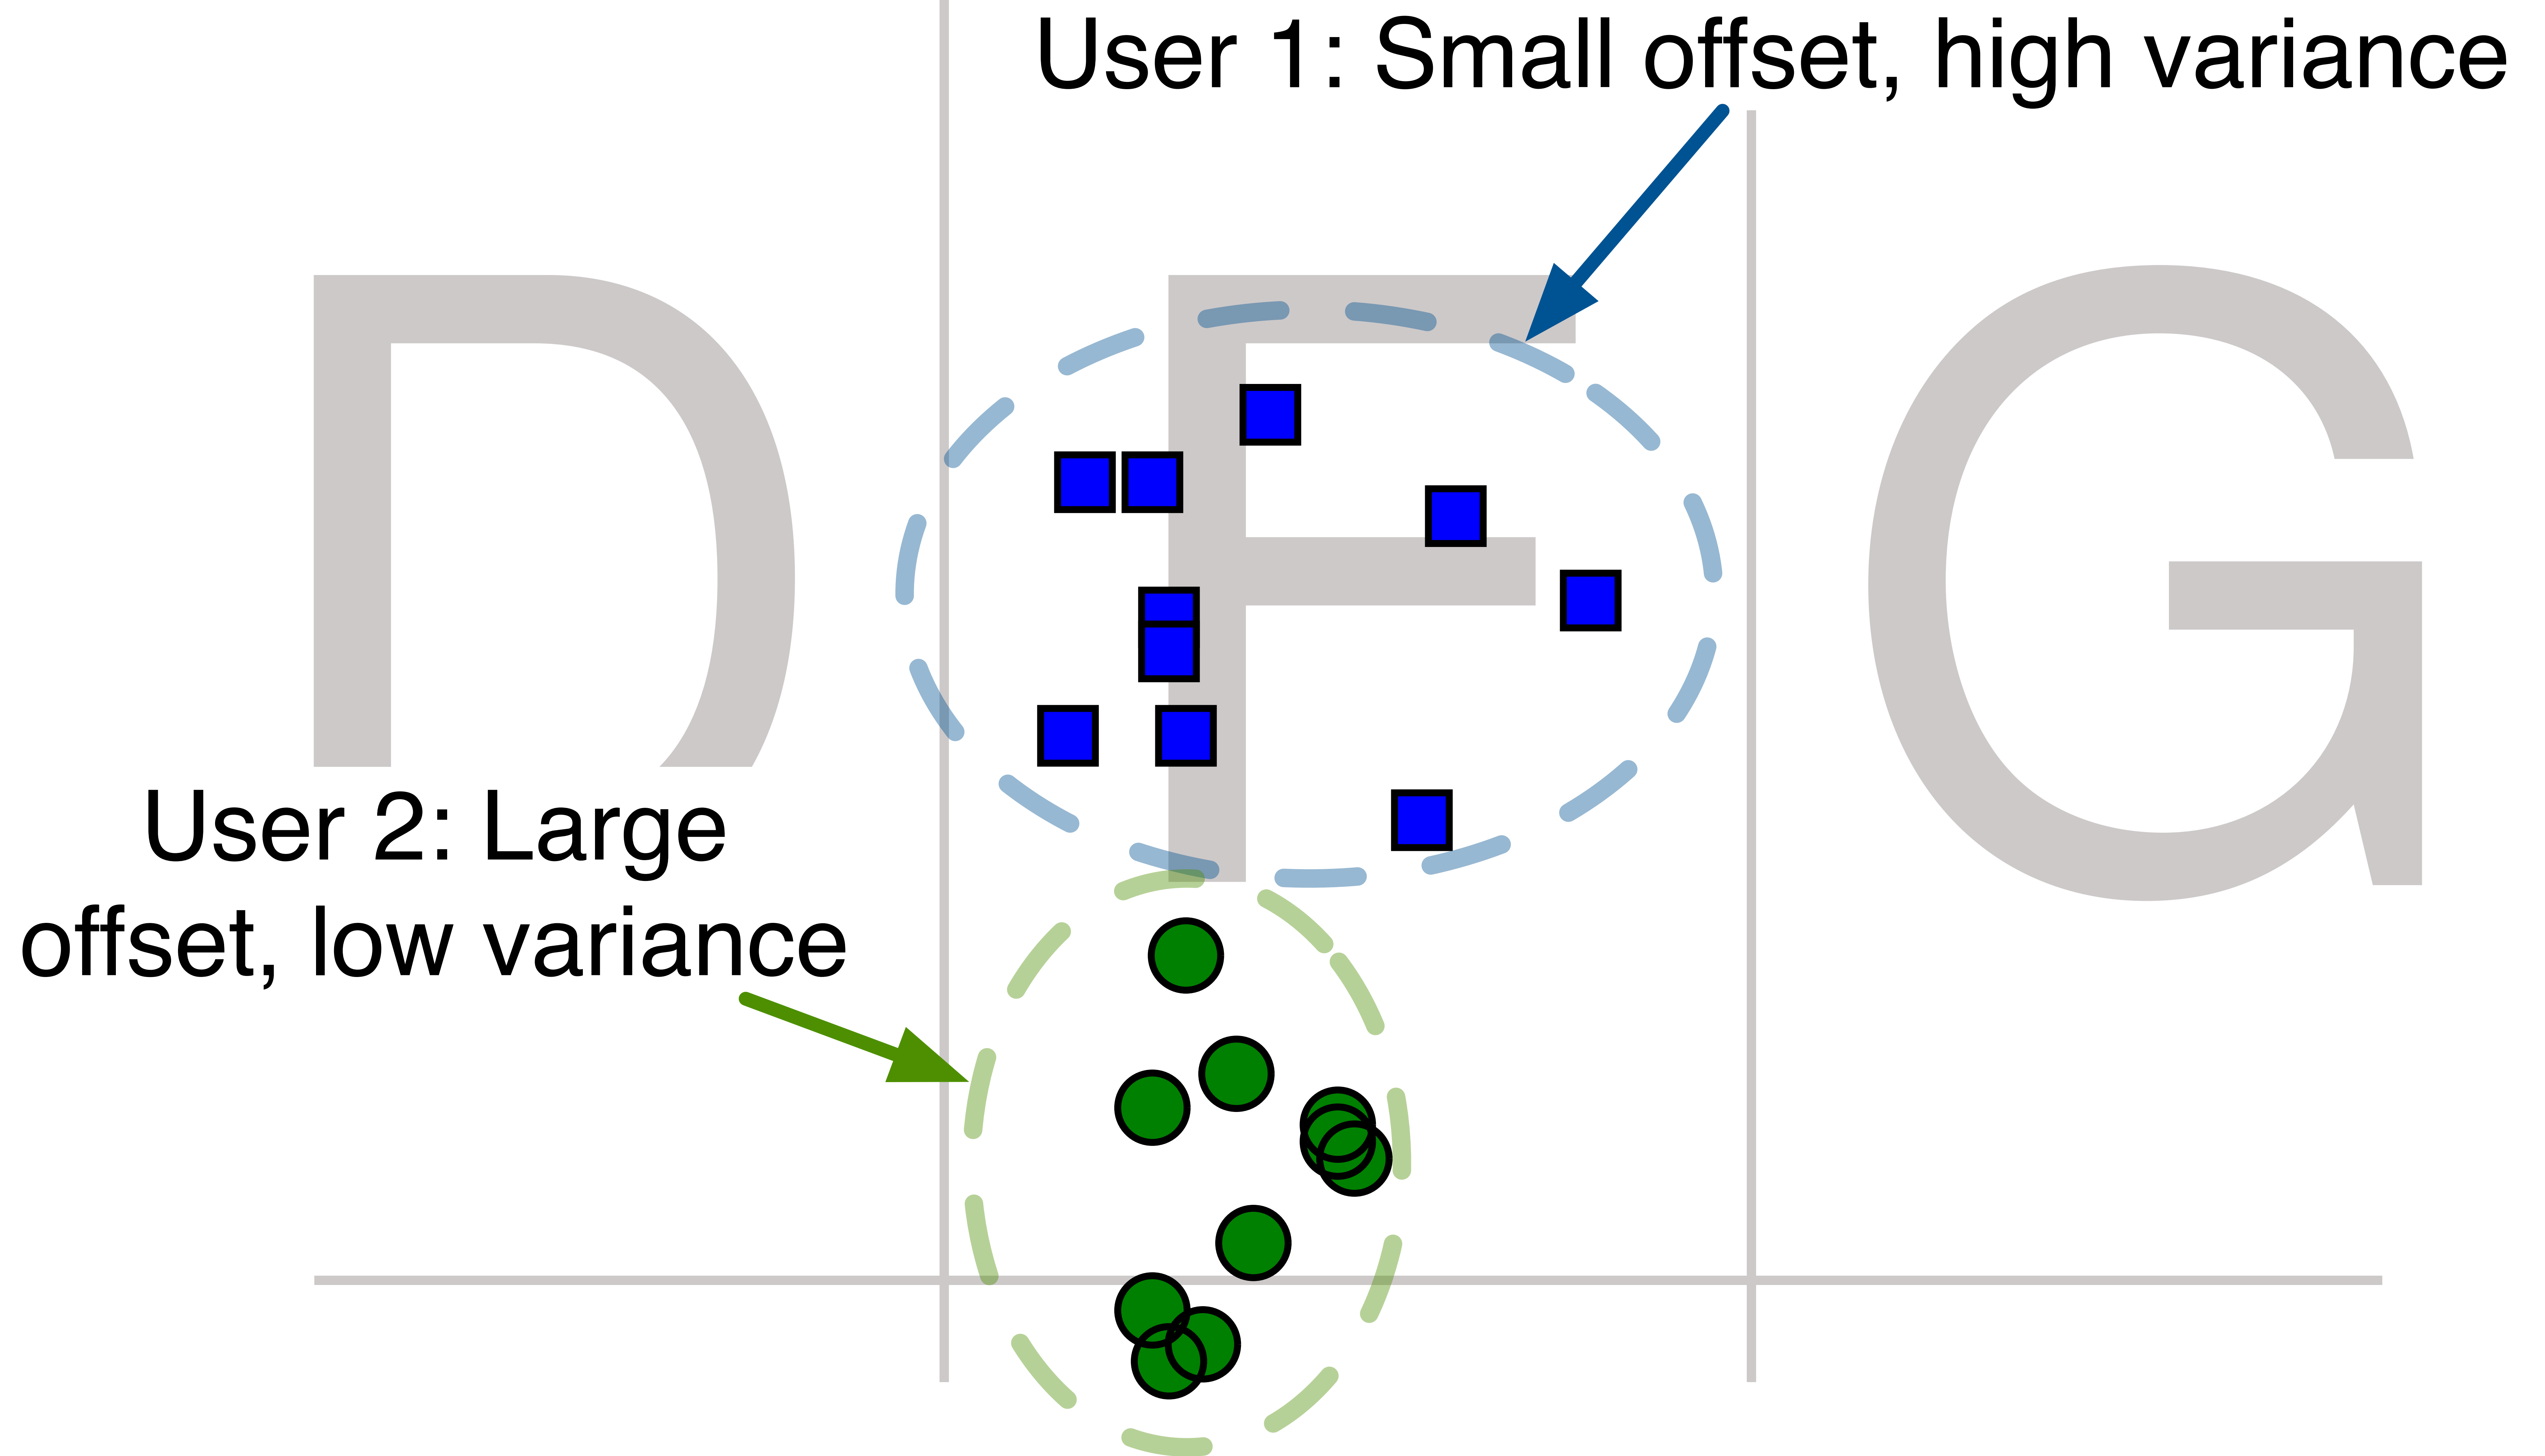 User 1: Small offset, high variance
D F G
User 2: Large
offset, low variance